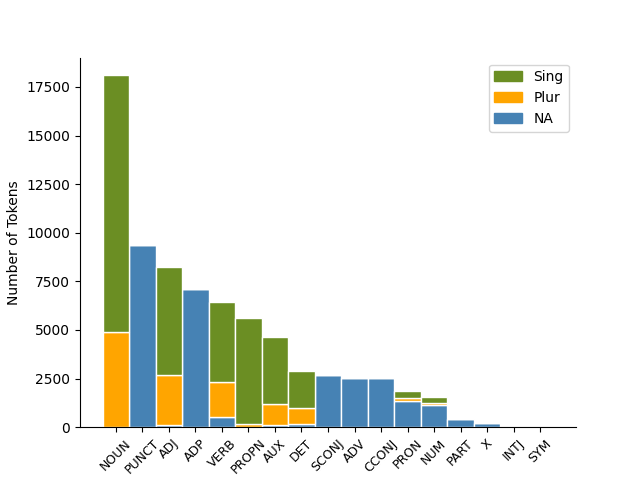 Sing
Plur
NA
Number of Tokens
17500
15000
12500
10000
7500
5000
2500
0
NOUN
PUNCT
ADJ
ADP
VERB
PROPN
AUX
DET
SCONJ
ADV
CCONJ
PRON
NUM
PART
X
INTJ
SYM